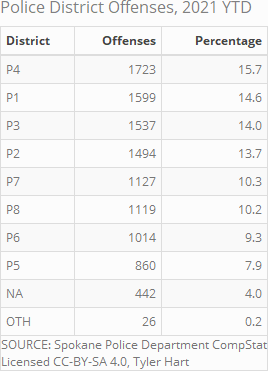 Police District Offenses, 2021 YTD
District Offenses Percentage
P4 1723 15.7
P1 1599 14.6
P3 1537 14.0
P2 1494 13.7
P7 1127 10.3
P8 1119 10.2
P6 1014 9.3
P5 860 7.9
NA 442 4.0
OTH 26 0.2
SOURCE: Spokane Police Department CompStat
Licensed CC-BY-SA 4.0, Tyler Hart